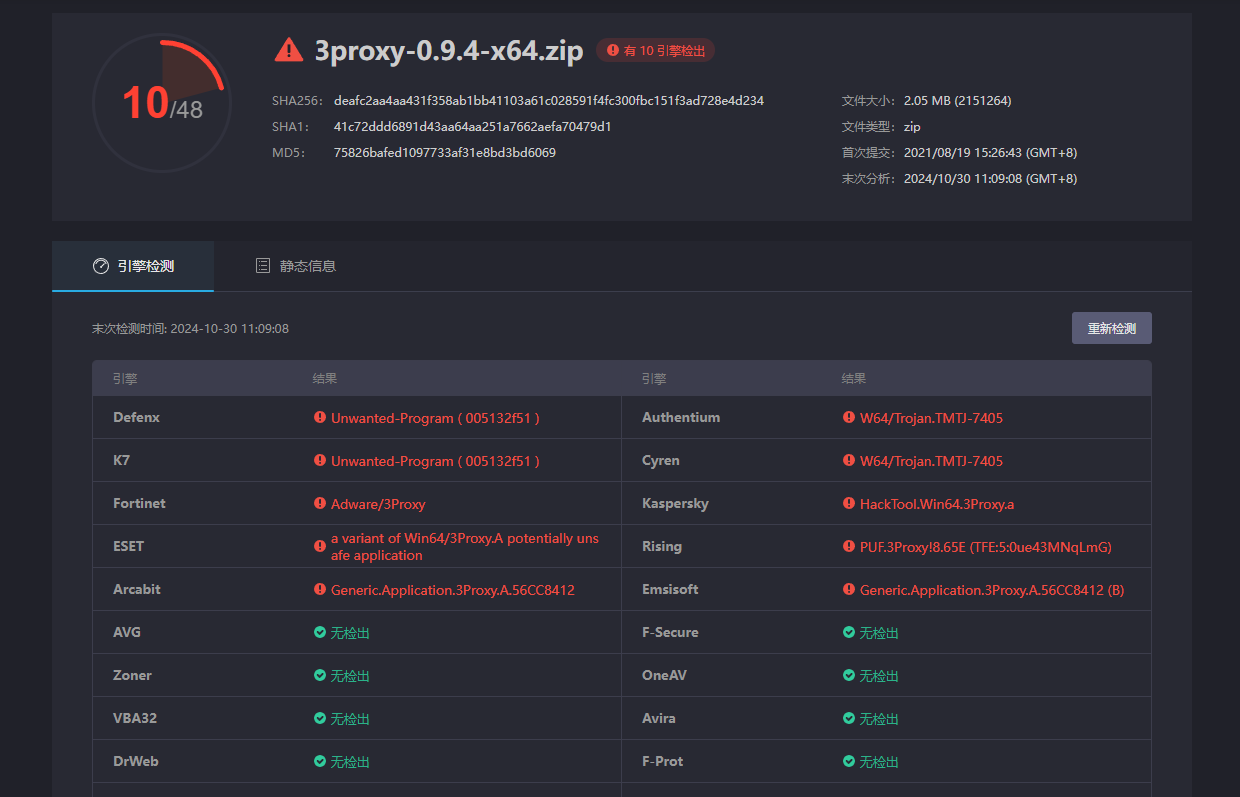 10/48
3proxy-0.9.4-x64.zip 有 10 引擎检出
SHA256: deafc2aa4aa431f358ab1bb41103a61c028591f4fc300fbc151f3ad728e4d234
SHA1: 41c72ddd6891d43aa64aa251a7662aefa70479d1
MD5: 75826bafed1097733af31e8bd3bd6069
文件大小: 2.05 MB (2151264)
文件类型: zip
首次提交: 2021/08/19 15:26:43 (GMT+8)
末次分析: 2024/10/30 11:09:08 (GMT+8)
引擎检测 静态信息
末次检测时间: 2024-10-30 11:09:08 重新检测
引擎 结果 引擎 结果
Defenx Unwanted-Program ( 005132f51 ) Authentium W64/Trojan.TMTJ-7405
K7 Unwanted-Program ( 005132f51 ) Cyren W64/Trojan.TMTJ-7405
Fortinet Adware/3Proxy Kaspersky HackTool.Win64.3Proxy.a
ESET a variant of Win64/3Proxy.A potentially uns
afe application Rising PUF.3Proxy!8.65E (TFE:5:0ue43MNqLmG)
Arcabit Generic.Application.3Proxy.A.56CC8412 Emsisoft Generic.Application.3Proxy.A.56CC8412 (B)
AVG 无检出 F-Secure 无检出
Zoner 无检出 OneAV 无检出
VBA32 无检出 Avira 无检出
DrWeb 无检出 F-Prot 无检出